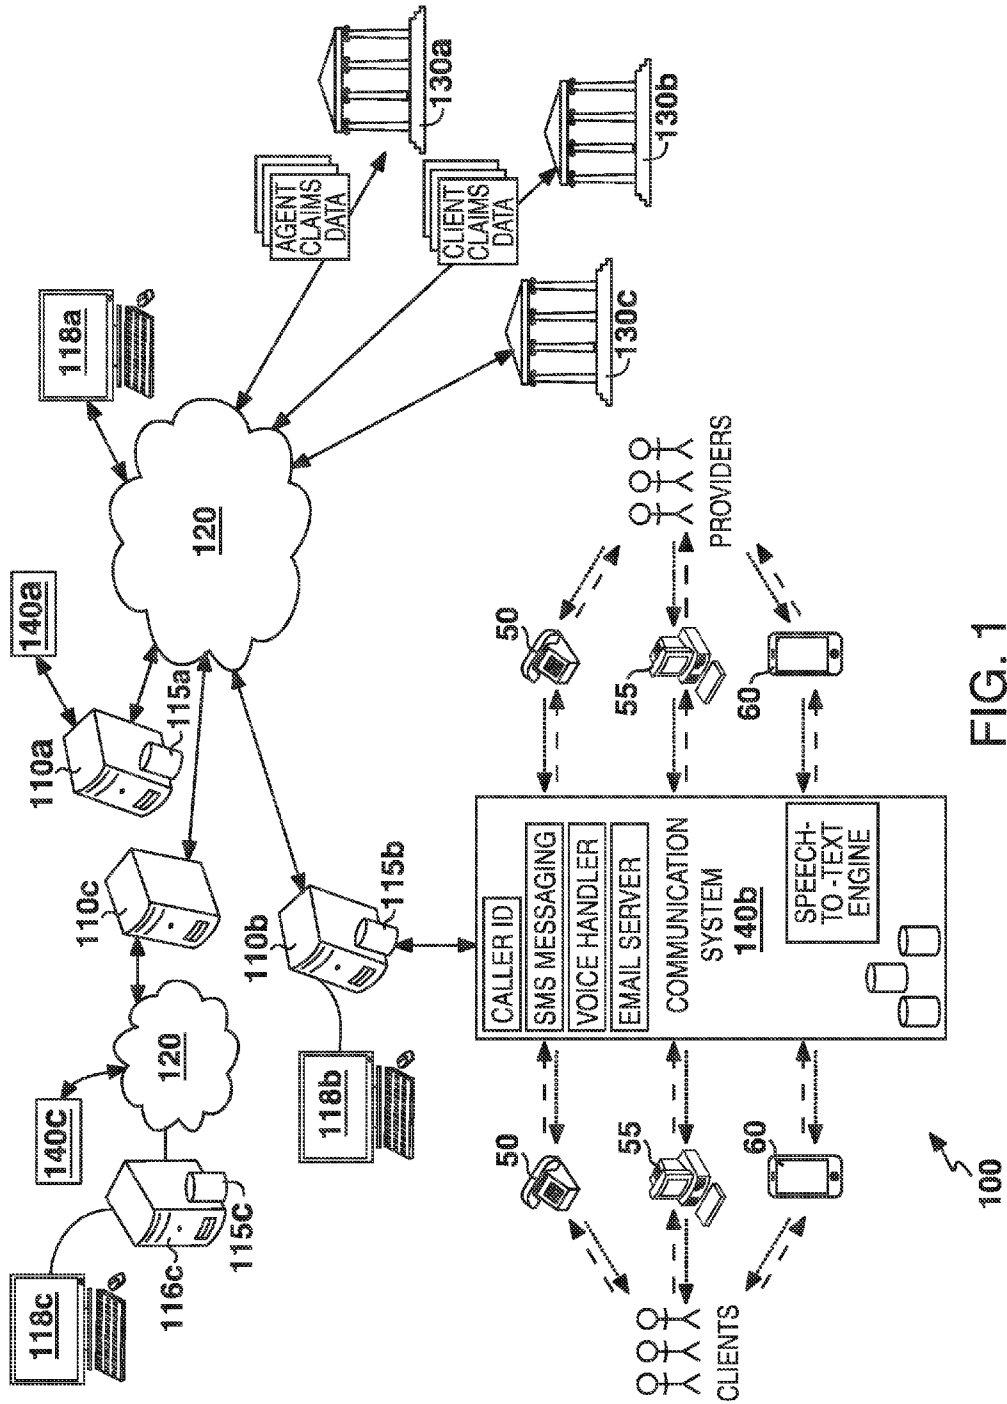 118c
116c
115c
140c
120
110c
110a
115a
140a
118a
120
118b
110b
115b
AGENT
CLAIMS
DATA
130a
CLIENT
CLAIMS
DATA
130b
130c
CALLER ID
SMS MESSAGING
VOICE HANDLER
EMAIL SERVER
COMMUNICATION
SYSTEM
140b
SPEECH-
TO -TEXT
ENGINE
50
55
60
CLIENTS
50
55
60
PROVIDERS
100
FIG. 1